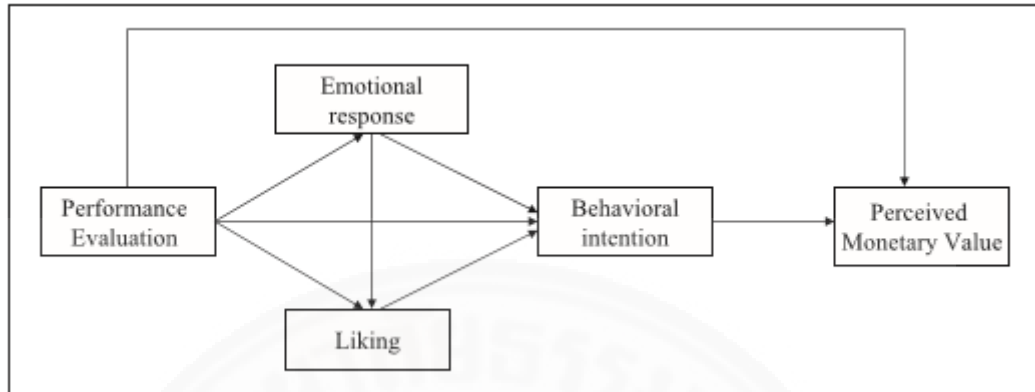 Emotional
response
Performance
Evaluation
Behavioral
intention
Perceived
Monetary Value
Liking